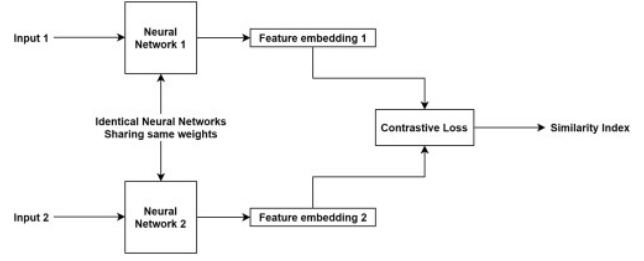 Input 1
Neural
Network 1
Feature embedding 1
Identical Neural Networks
Sharing same weights
Contrastive Loss
Similarity Index
Input 2
Neural
Network 2
Feature embedding 2